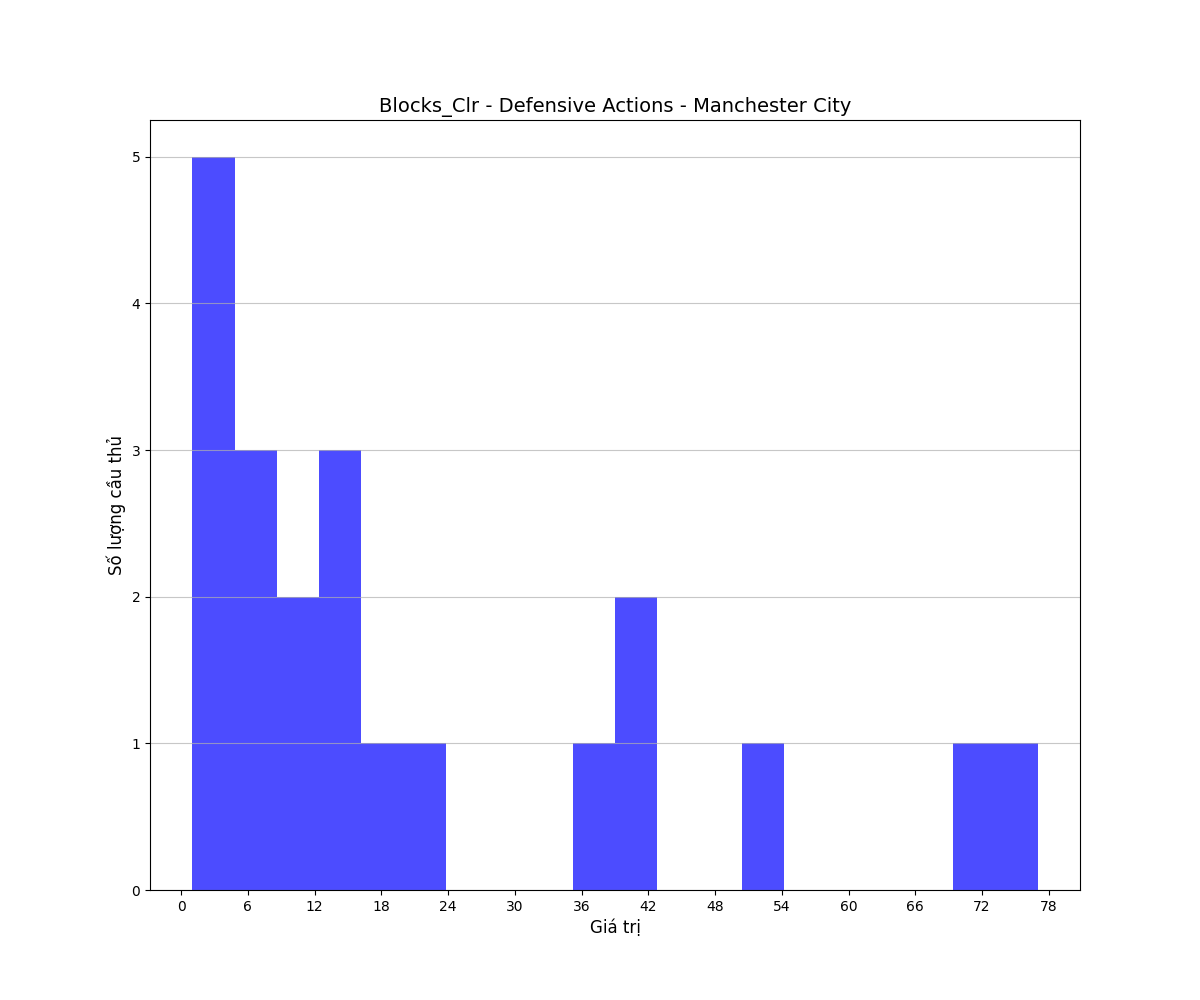 Blocks_Clr - Defensive Actions - Manchester City
Số lượng cầu thủ
5
4
3
2
1
0
0 6 12 18 24 30 36 42 48 54 60 66 72 78
Giá trị